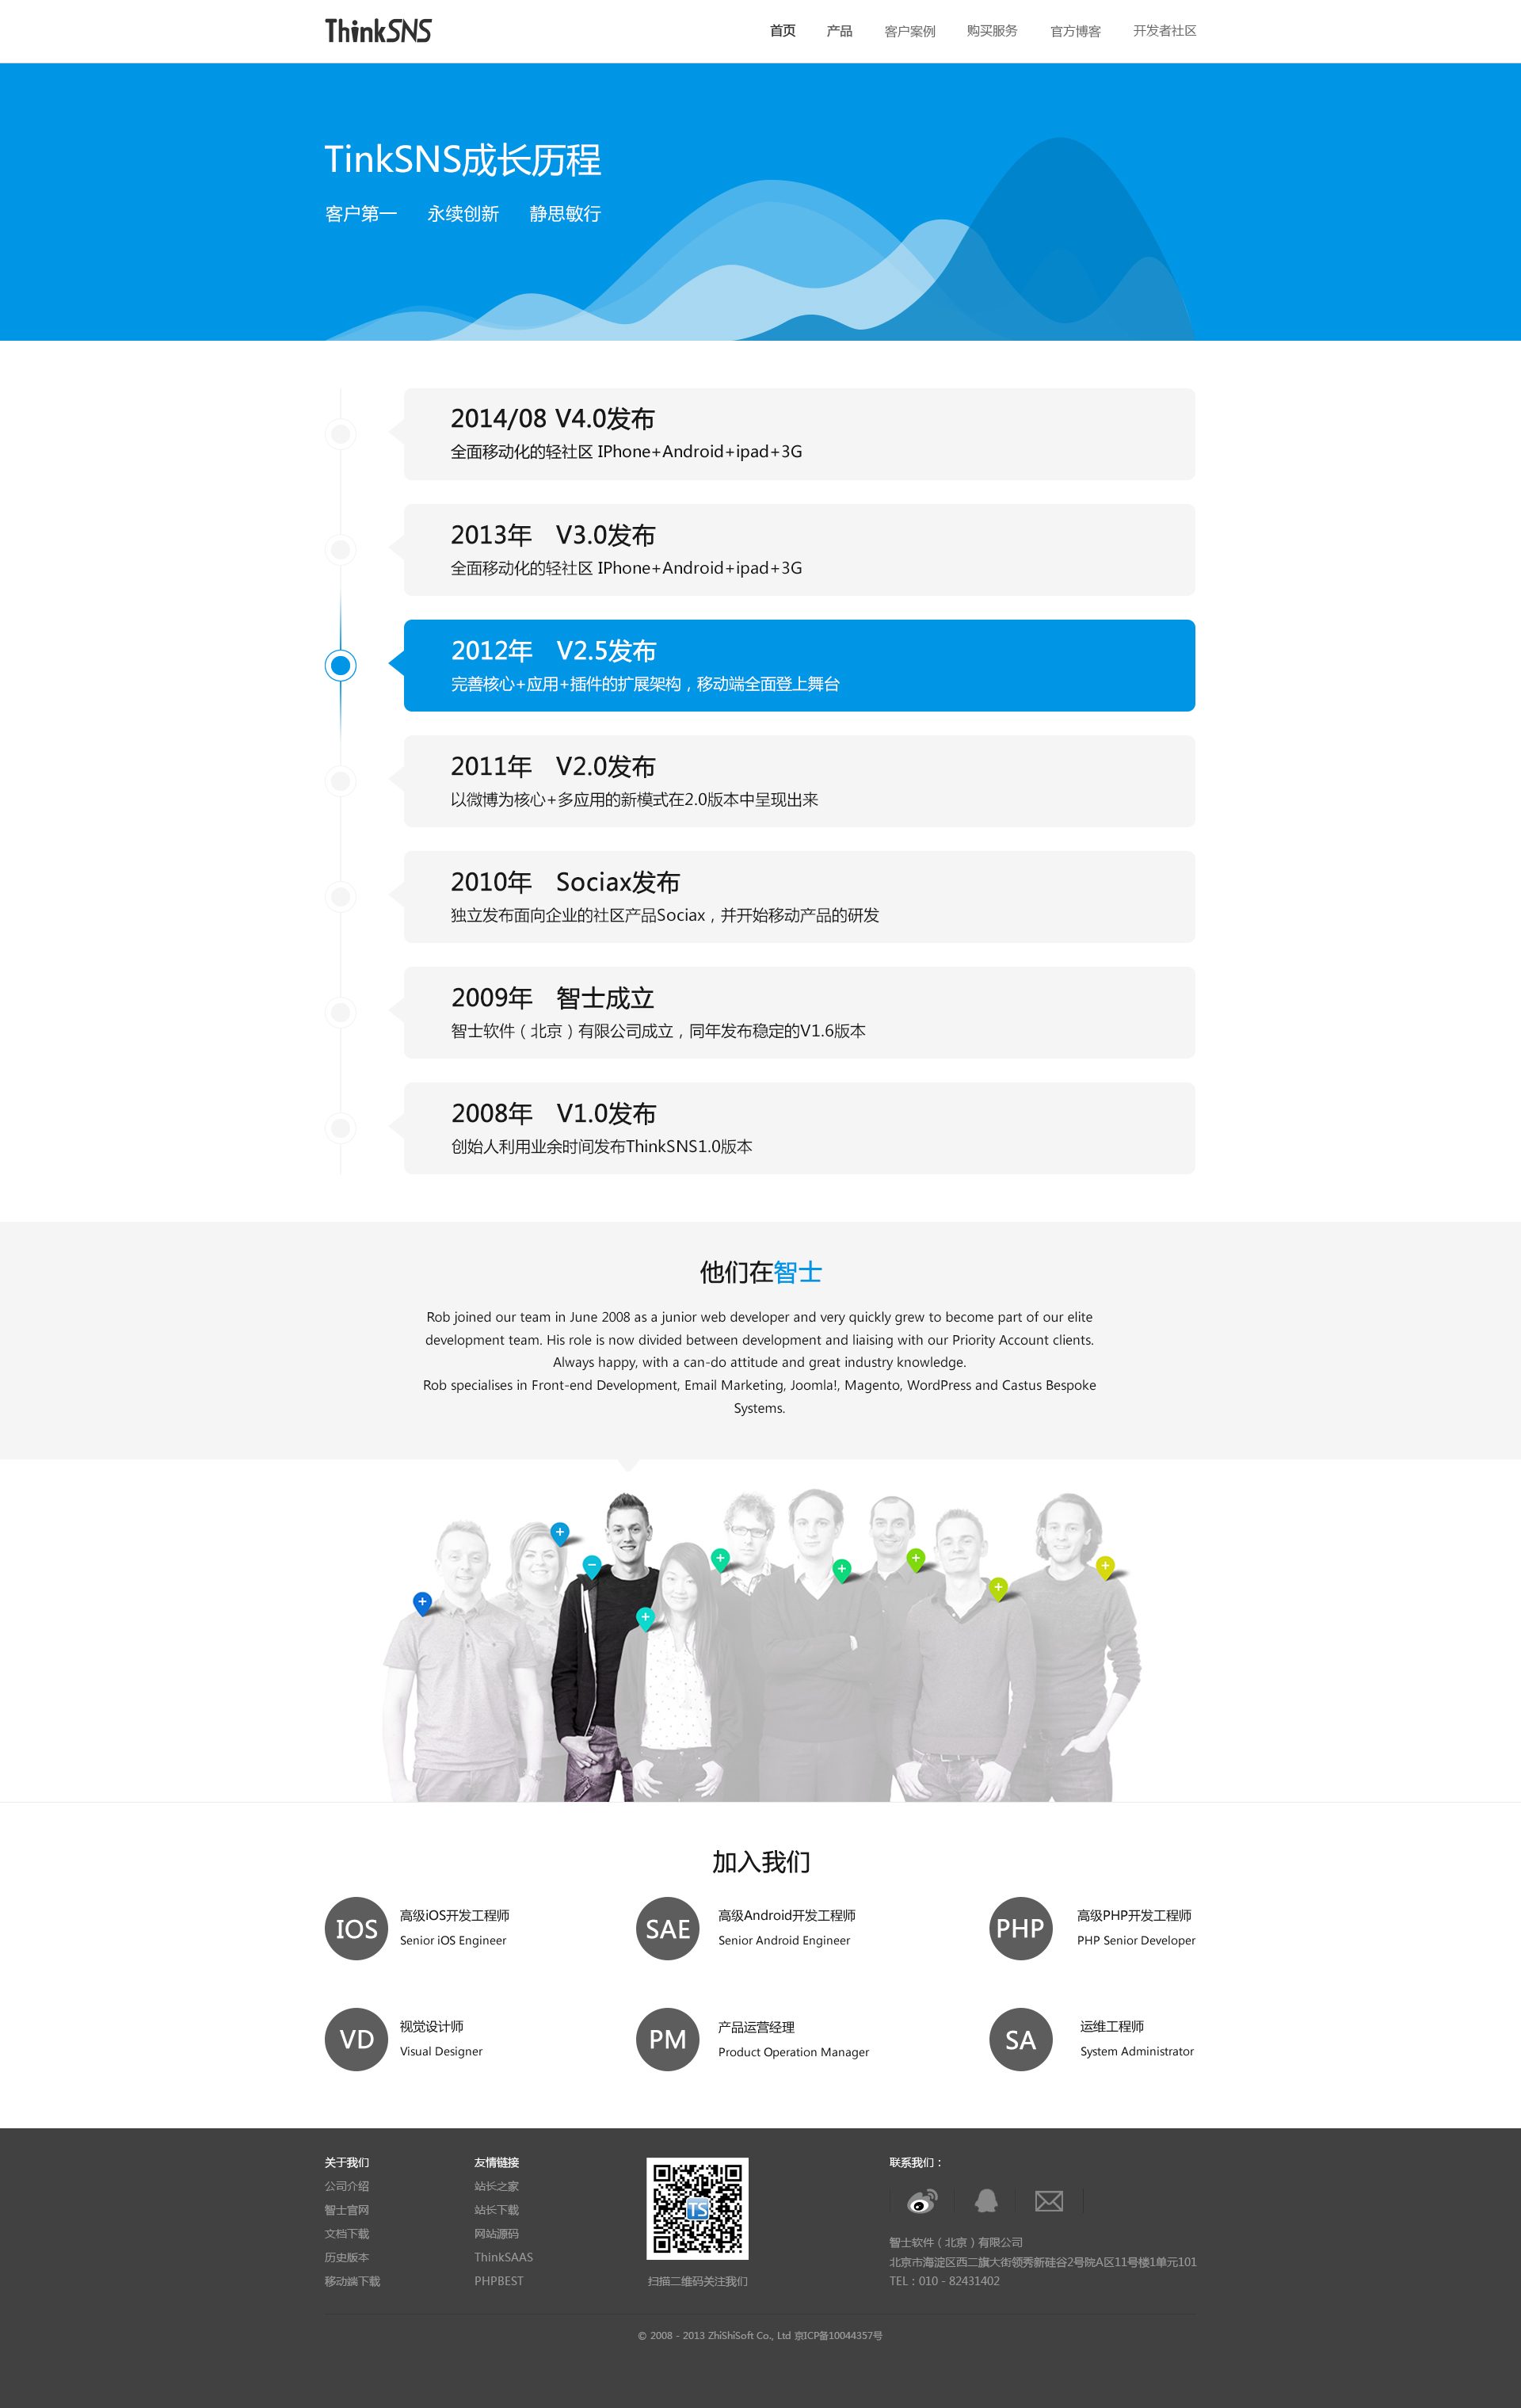 ThinkSNS
首页 产品 客户案例 购买服务 官方博客 开发者社区
TinkSNS成长历程
客户第一 永续创新 静思敏行
2014/08 V4.0发布
全面移动化的轻社区 IPhone+Android+ipad+3G
2013年 V3.0发布
全面移动化的轻社区 IPhone+Android+ipad+3G
2012年 V2.5发布
完善核心+应用+插件的扩展架构，移动端全面登上舞台
2011年 V2.0发布
以微博为核心+多应用的新模式在2.0版本中呈现出来
2010年 Sociax发布
独立发布面向企业的社区产品Sociax，并开始移动产品的研发
2009年 智士成立
智士软件（北京）有限公司成立，同年发布稳定的V1.6版本
2008年 V1.0发布
创始人利用业余时间发布ThinkSNS1.0版本
他们在智士
Rob joined our team in June 2008 as a junior web developer and very quickly grew to become part of our elite
development team. His role is now divided between development and liaising with our Priority Account clients.
Always happy, with a can-do attitude and great industry knowledge.
Rob specialises in Front-end Development, Email Marketing, Joomla!, Magento, WordPress and Castus Bespoke
Systems.
加入我们
IOS 高级iOS开发工程师
Senior iOS Engineer
SAE 高级Android开发工程师
Senior Android Engineer
PHP 高级PHP开发工程师
PHP Senior Developer
VD 视觉设计师
Visual Designer
PM 产品运营经理
Product Operation Manager
SA 运维工程师
System Administrator
关于我们
公司介绍
智士官网
文档下载
历史版本
移动端下载
友情链接
站长之家
站长下载
网站源码
ThinkSAAS
PHPBEST
TS
扫描二维码关注我们
联系我们：
智士软件（北京）有限公司
北京市海淀区西二旗大街领秀新硅谷2号院A区11号楼1单元101
TEL：010 - 82431402
© 2008 - 2013 ZhiShiSoft Co., Ltd 京ICP备10044357号